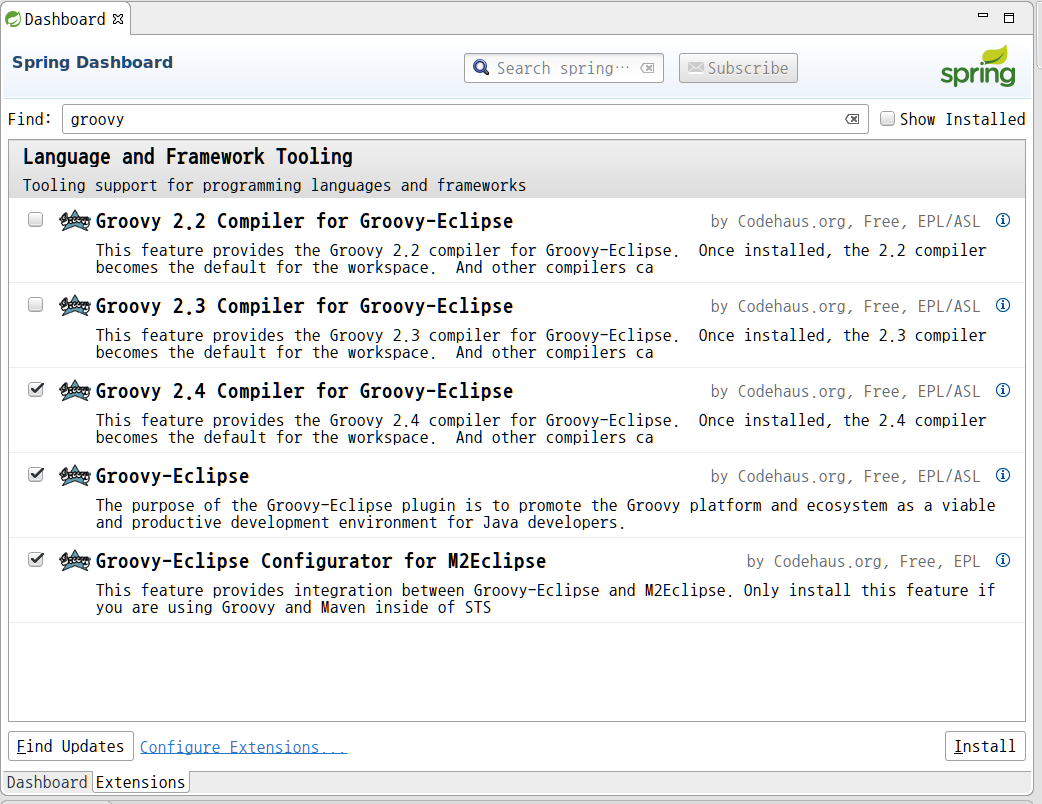 Dashboard
Spring Dashboard
Search spring···
Subscribe
spring
Find:
groovy
Show Installed
Language and Framework Tooling
Tooling support for programming languages and frameworks
Groovy 2.2 Compiler for Groovy-Eclipse
by Codehaus.org, Free, EPL/ASL
This feature provides the Groovy 2.2 compiler for Groovy-Eclipse.  Once installed, the 2.2 compiler
becomes the default for the workspace.  And other compilers ca
Groovy 2.3 Compiler for Groovy-Eclipse
by Codehaus.org, Free, EPL/ASL
This feature provides the Groovy 2.3 compiler for Groovy-Eclipse.  Once installed, the 2.3 compiler
becomes the default for the workspace.  And other compilers ca
Groovy 2.4 Compiler for Groovy-Eclipse
by Codehaus.org, Free, EPL/ASL
This feature provides the Groovy 2.4 compiler for Groovy-Eclipse.  Once installed, the 2.4 compiler
becomes the default for the workspace.  And other compilers ca
Groovy-Eclipse
by Codehaus.org, Free, EPL/ASL
The purpose of the Groovy-Eclipse plugin is to promote the Groovy platform and ecosystem as a viable
and productive development environment for Java developers.
Groovy-Eclipse Configurator for M2Eclipse
by Codehaus.org, Free, EPL
This feature provides integration between Groovy-Eclipse and M2Eclipse. Only install this feature if
you are using Groovy and Maven inside of STS
Find Updates
Configure Extensions...
Install
Dashboard
Extensions